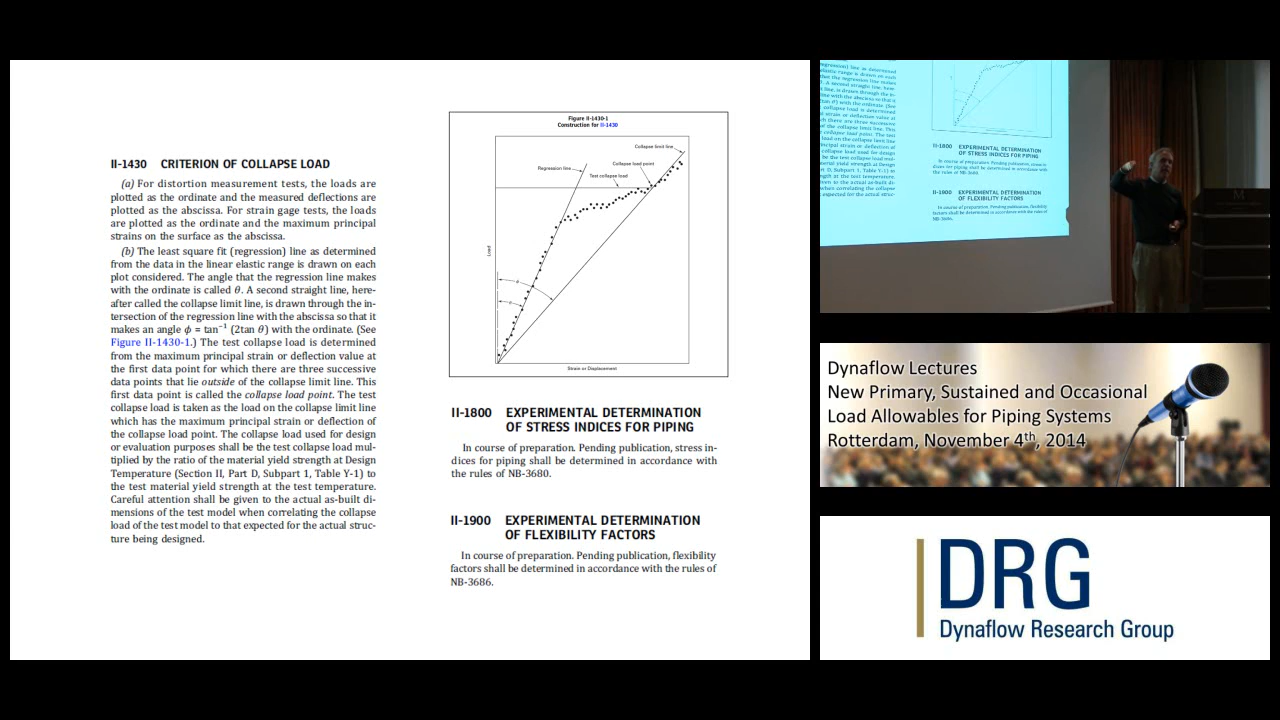 II-1430 CRITERION OF COLLAPSE LOAD
(a) For distortion measurement tests, the loads are
plotted as the ordinate and the measured deflections are
plotted as the abscissa. For strain gage tests, the loads
are plotted as the ordinate and the maximum principal
strains on the surface as the abscissa.
(b) The least square fit (regression) line as determined
from the data in the linear elastic range is drawn on each
plot considered. The angle that the regression line makes
with the ordinate is called θ. A second straight line, here-
after called the collapse limit line, is drawn through the in-
tersection of the regression line with the abscissa so that it
makes an angle ϕ = tan⁻¹ (2tan θ) with the ordinate. (See
Figure II-1430-1.) The test collapse load is determined
from the maximum principal strain or deflection value at
the first data point for which there are three successive
data points that lie outside of the collapse limit line. This
first data point is called the collapse load point. The test
collapse load is taken as the load on the collapse limit line
which has the maximum principal strain or deflection of
the collapse load point. The collapse load used for design
or evaluation purposes shall be the test collapse load mul-
tiplied by the ratio of the material yield strength at Design
Temperature (Section II, Part D, Subpart 1, Table Y-1) to
the test material yield strength at the test temperature.
Careful attention shall be given to the actual as-built di-
mensions of the test model when correlating the collapse
load of the test model to that expected for the actual struc-
ture being designed.
Figure II-1430-1
Construction for II-1430
Collapse limit line
Regression line
Collapse load point
Test collapse load
Load
Strain or Displacement
II-1800 EXPERIMENTAL DETERMINATION
OF STRESS INDICES FOR PIPING
In course of preparation. Pending publication, stress in-
dices for piping shall be determined in accordance with
the rules of NB-3680.
II-1900 EXPERIMENTAL DETERMINATION
OF FLEXIBILITY FACTORS
In course of preparation. Pending publication, flexibility
factors shall be determined in accordance with the rules of
NB-3686.
II-1800 EXPERIMENTAL DETERMINATION
OF STRESS INDICES FOR PIPING
II-1900 EXPERIMENTAL DETERMINATION
OF FLEXIBILITY FACTORS
Dynaflow Lectures
New Primary, Sustained and Occasional
Load Allowables for Piping Systems
Rotterdam, November 4th, 2014
DRG
Dynaflow Research Group